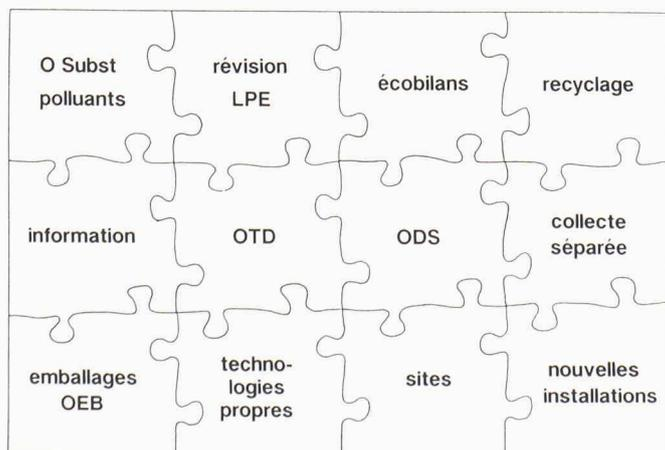 O Subst
polluants
révision
LPE
écobilans
recyclage
information
OTD
ODS
collecte
séparée
emballages
OEB
techno-
logies
propres
sites
nouvelles
installations